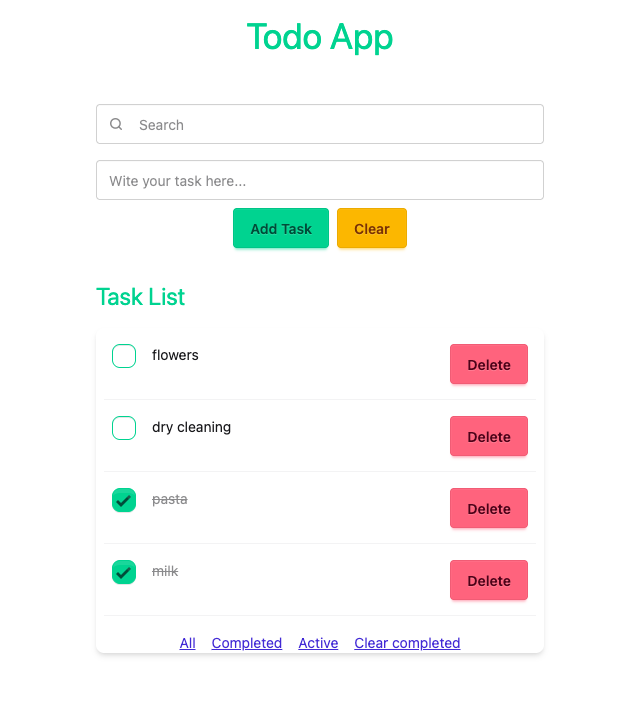 Todo App
Search
Wite your task here...
Add Task Clear
Task List
flowers Delete
dry cleaning Delete
pasta Delete
milk Delete
All Completed Active Clear completed